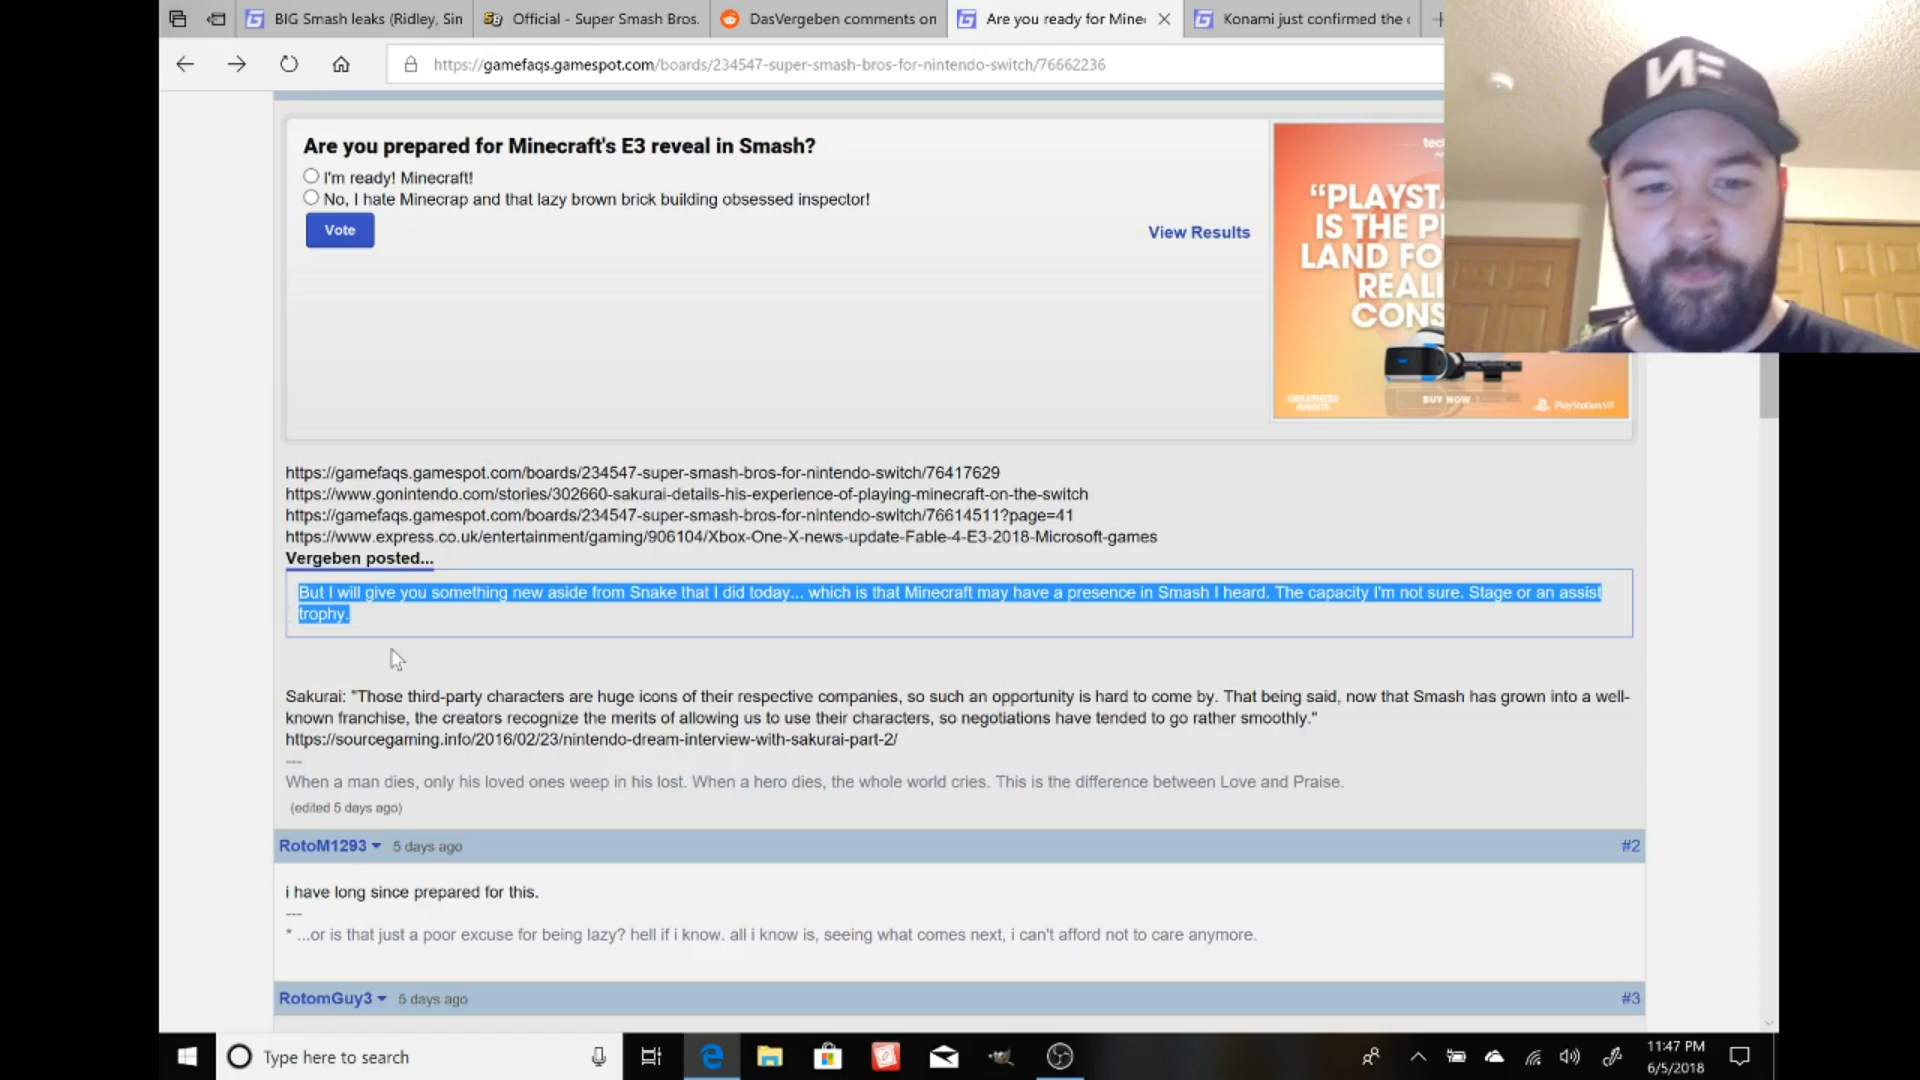 BIG Smash leaks (Ridley, Sin
Official - Super Smash Bros.
DasVergeben comments on
Are you ready for Mine
Konami just confirmed the
https://gamefaqs.gamespot.com/boards/234547-super-smash-bros-for-nintendo-switch/76662236
Are you prepared for Minecraft's E3 reveal in Smash?
I'm ready! Minecraft!
No, I hate Minecrap and that lazy brown brick building obsessed inspector!
Vote
View Results
“PLAYST
IS THE P
LAND FO
REAL
CONS
GREATNESS
AWAITS
BUY NOW
PlayStation VR
https://gamefaqs.gamespot.com/boards/234547-super-smash-bros-for-nintendo-switch/76417629
https://www.gonintendo.com/stories/302660-sakurai-details-his-experience-of-playing-minecraft-on-the-switch
https://gamefaqs.gamespot.com/boards/234547-super-smash-bros-for-nintendo-switch/76614511?page=41
https://www.express.co.uk/entertainment/gaming/906104/Xbox-One-X-news-update-Fable-4-E3-2018-Microsoft-games
Vergeben posted...
But I will give you something new aside from Snake that I did today... which is that Minecraft may have a presence in Smash I heard. The capacity I'm not sure. Stage or an assist
trophy.
Sakurai: "Those third-party characters are huge icons of their respective companies, so such an opportunity is hard to come by. That being said, now that Smash has grown into a well-
known franchise, the creators recognize the merits of allowing us to use their characters, so negotiations have tended to go rather smoothly."
https://sourcegaming.info/2016/02/23/nintendo-dream-interview-with-sakurai-part-2/
---
When a man dies, only his loved ones weep in his lost. When a hero dies, the whole world cries. This is the difference between Love and Praise.
(edited 5 days ago)
RotoM1293 5 days ago #2
i have long since prepared for this.
---
* ...or is that just a poor excuse for being lazy? hell if i know. all i know is, seeing what comes next, i can't afford not to care anymore.
RotomGuy3 5 days ago #3
Type here to search
11:47 PM
6/5/2018